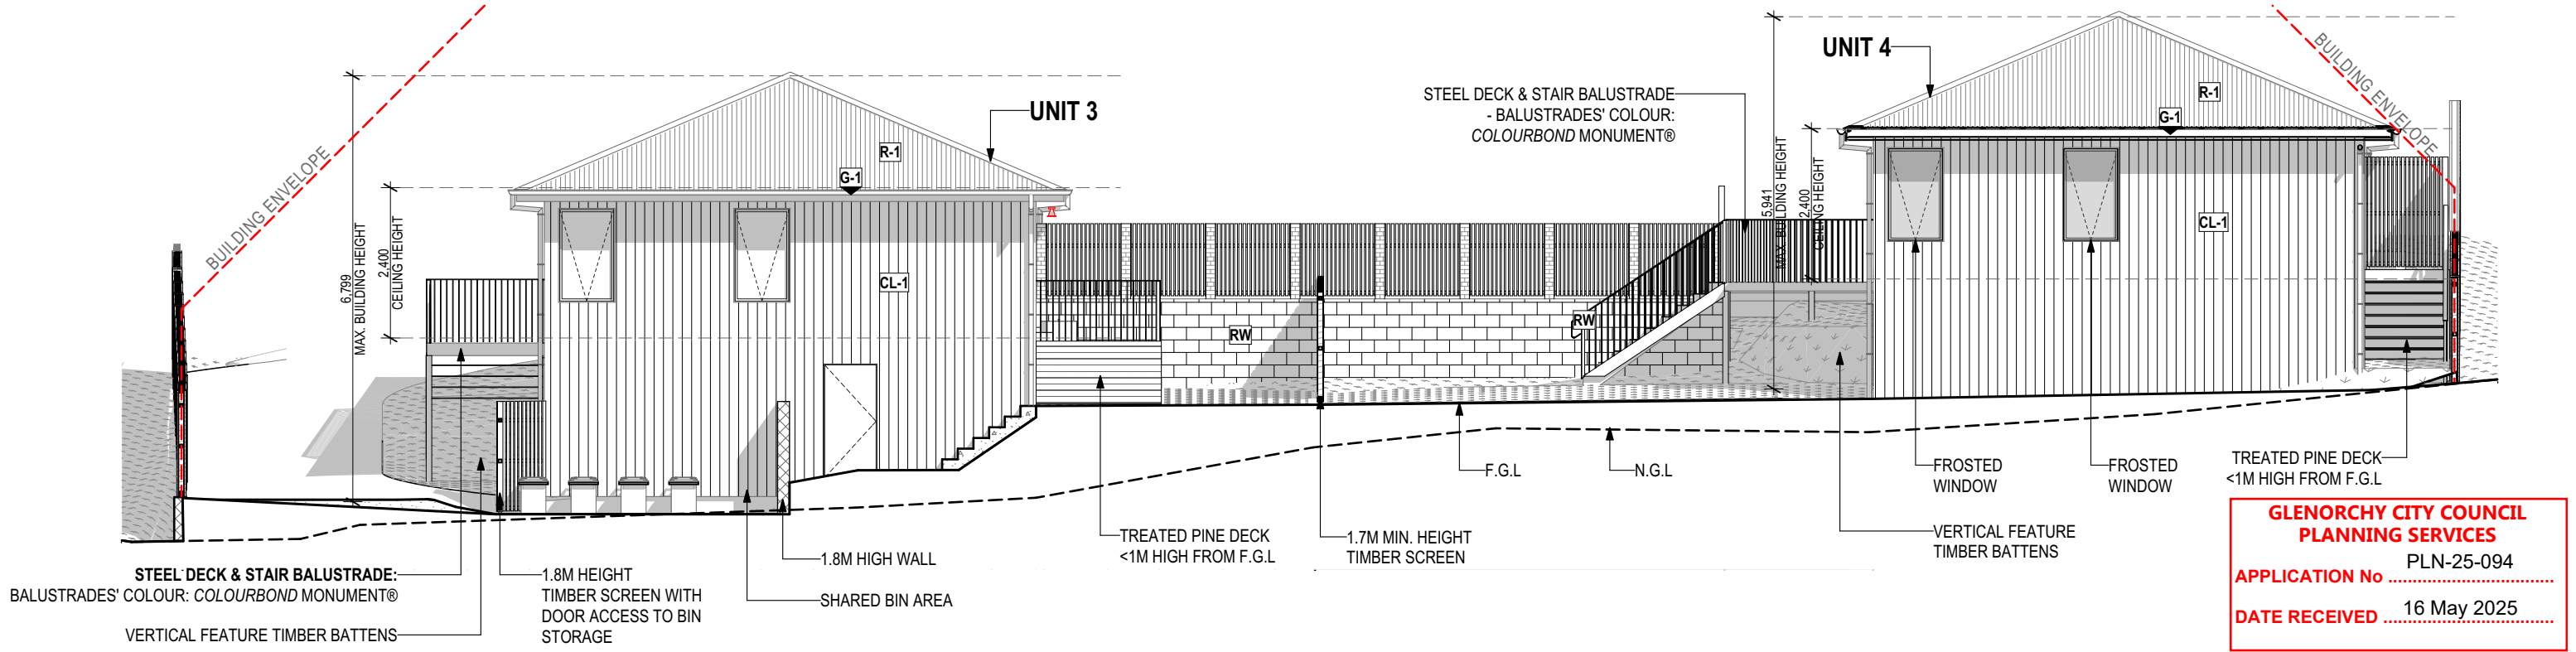 BUILDING ENVELOPE
6,799
MAX. BUILDING HEIGHT
2,400
CEILING HEIGHT
UNIT 3
R-1
G-1
CL-1
STEEL DECK & STAIR BALUSTRADE
- BALUSTRADES' COLOUR:
COLOURBOND MONUMENT®
5,941
MAX. BUILDING HEIGHT
2,400
CEILING HEIGHT
UNIT 4
R-1
G-1
CL-1
BUILDING ENVELOPE
RW
RW
STEEL DECK & STAIR BALUSTRADE:
BALUSTRADES' COLOUR: COLOURBOND MONUMENT®
VERTICAL FEATURE TIMBER BATTENS
1.8M HEIGHT
TIMBER SCREEN WITH
DOOR ACCESS TO BIN
STORAGE
1.8M HIGH WALL
SHARED BIN AREA
TREATED PINE DECK
<1M HIGH FROM F.G.L
1.7M MIN. HEIGHT
TIMBER SCREEN
F.G.L
N.G.L
FROSTED
WINDOW
FROSTED
WINDOW
VERTICAL FEATURE
TIMBER BATTENS
TREATED PINE DECK
<1M HIGH FROM F.G.L
GLENORCHY CITY COUNCIL
PLANNING SERVICES
APPLICATION No PLN-25-094
DATE RECEIVED 16 May 2025